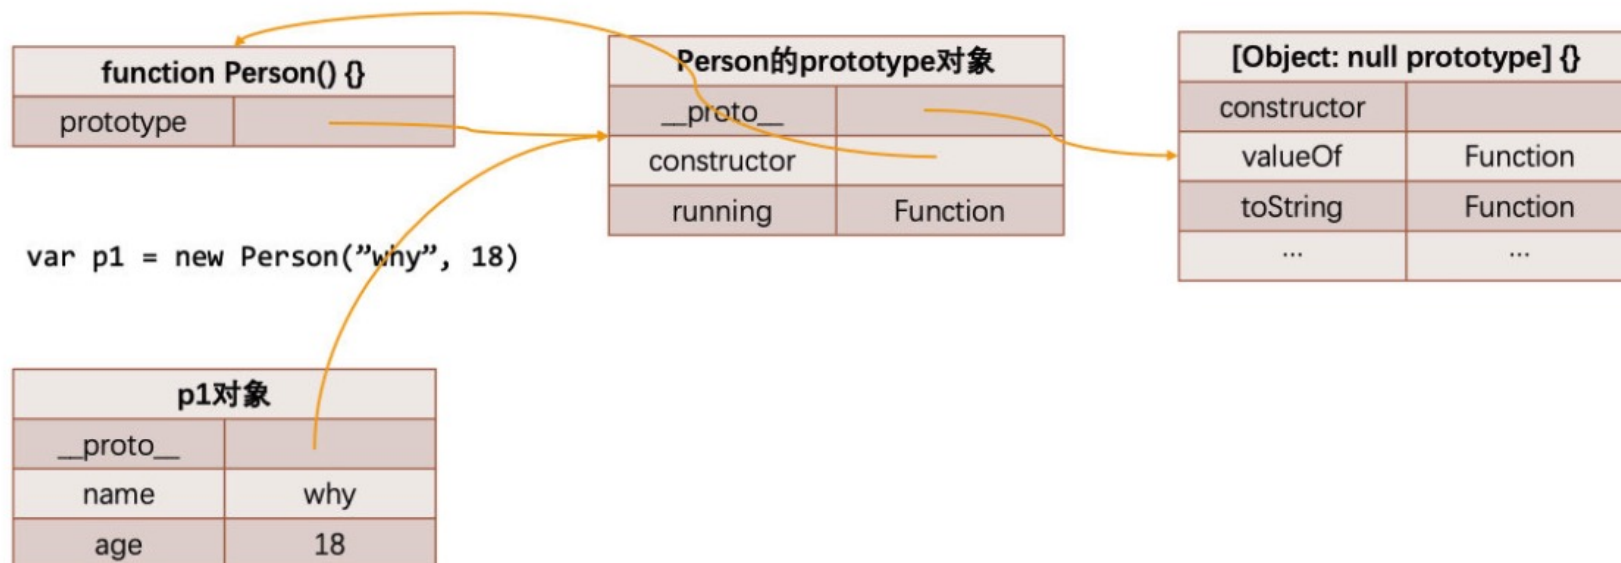 function Person() {}
prototype
Person的prototype对象
__proto__
constructor
running Function
[Object: null prototype] {}
constructor
valueOf Function
toString Function
... ...
var p1 = new Person(”why”, 18)
p1对象
__proto__
name why
age 18